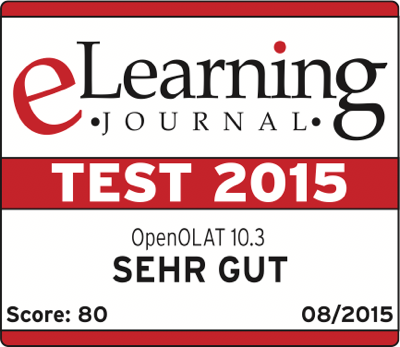 eLearning
•JOURNAL•
TEST 2015
OpenOLAT 10.3
SEHR GUT
Score: 80
08/2015